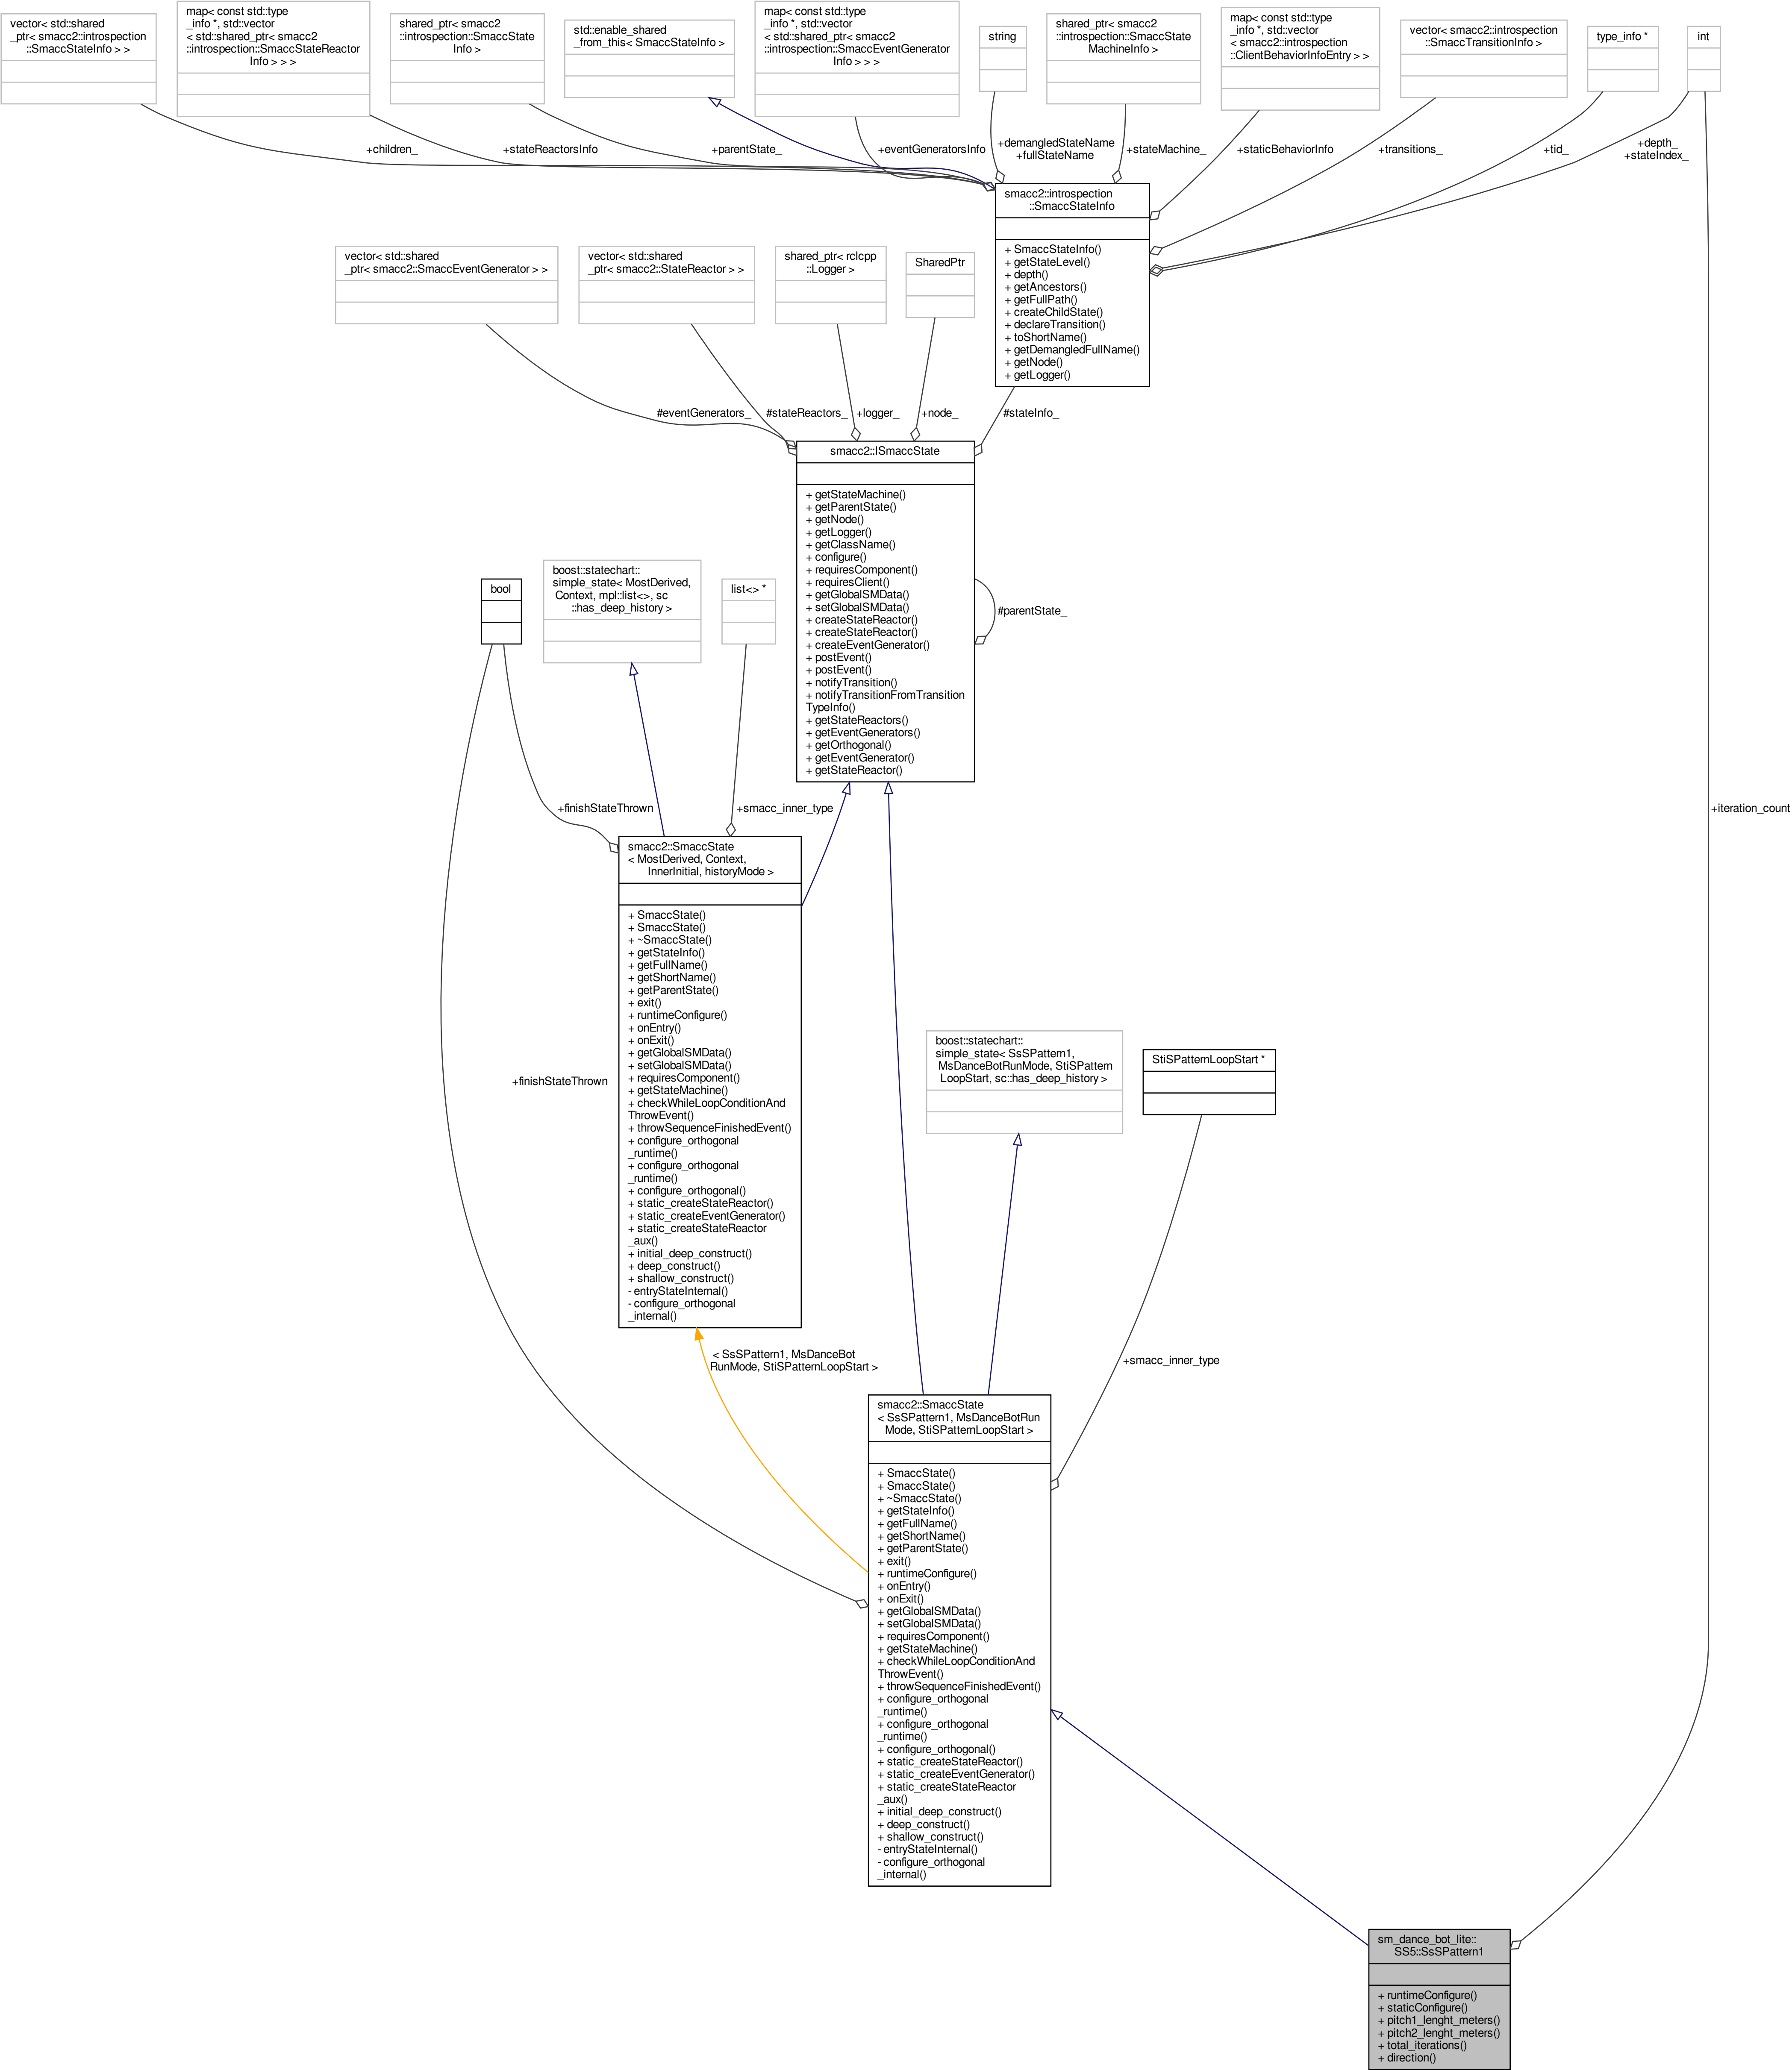 vector< std::shared
_ptr< smacc2::introspection
::SmaccStateInfo > >
map< const std::type
_info *, std::vector
< std::shared_ptr< smacc2
::introspection::SmaccStateReactor
Info > > >
shared_ptr< smacc2
::introspection::SmaccState
Info >
std::enable_shared
_from_this< SmaccStateInfo >
map< const std::type
_info *, std::vector
< std::shared_ptr< smacc2
::introspection::SmaccEventGenerator
Info > > >
string
shared_ptr< smacc2
::introspection::SmaccState
MachineInfo >
map< const std::type
_info *, std::vector
< smacc2::introspection
::ClientBehaviorInfoEntry > >
vector< smacc2::introspection
::SmaccTransitionInfo >
type_info *
int
+children_
+stateReactorsInfo
+parentState_
+eventGeneratorsInfo
+demangledStateName
+fullStateName
+stateMachine_
+staticBehaviorInfo
+transitions_
+tid_
+depth_
+stateIndex_
smacc2::introspection
::SmaccStateInfo
+ SmaccStateInfo()
+ getStateLevel()
+ depth()
+ getAncestors()
+ getFullPath()
+ createChildState()
+ declareTransition()
+ toShortName()
+ getDemangledFullName()
+ getNode()
+ getLogger()
vector< std::shared
_ptr< smacc2::SmaccEventGenerator > >
vector< std::shared
_ptr< smacc2::StateReactor > >
shared_ptr< rclcpp
::Logger >
SharedPtr
#eventGenerators_
#stateReactors_
+logger_
+node_
#stateInfo_
smacc2::ISmaccState
+ getStateMachine()
+ getParentState()
+ getNode()
+ getLogger()
+ getClassName()
+ configure()
+ requiresComponent()
+ requiresClient()
+ getGlobalSMData()
+ setGlobalSMData()
+ createStateReactor()
+ createStateReactor()
+ createEventGenerator()
+ postEvent()
+ postEvent()
+ notifyTransition()
+ notifyTransitionFromTransition
TypeInfo()
+ getStateReactors()
+ getEventGenerators()
+ getOrthogonal()
+ getEventGenerator()
+ getStateReactor()
#parentState_
bool
boost::statechart::
simple_state< MostDerived,
Context, mpl::list<>, sc
::has_deep_history >
list<> *
+finishStateThrown
+smacc_inner_type
+iteration_count
smacc2::SmaccState
< MostDerived, Context,
InnerInitial, historyMode >
+ SmaccState()
+ SmaccState()
+ ~SmaccState()
+ getStateInfo()
+ getFullName()
+ getShortName()
+ getParentState()
+ exit()
+ runtimeConfigure()
+ onEntry()
+ onExit()
+ getGlobalSMData()
+ setGlobalSMData()
+ requiresComponent()
+ getStateMachine()
+ checkWhileLoopConditionAnd
ThrowEvent()
+ throwSequenceFinishedEvent()
+ configure_orthogonal
_runtime()
+ configure_orthogonal
_runtime()
+ configure_orthogonal()
+ static_createStateReactor()
+ static_createEventGenerator()
+ static_createStateReactor
_aux()
+ initial_deep_construct()
+ deep_construct()
+ shallow_construct()
- entryStateInternal()
- configure_orthogonal
_internal()
+finishStateThrown
boost::statechart::
simple_state< SsSPattern1,
MsDanceBotRunMode, StiSPattern
LoopStart, sc::has_deep_history >
StiSPatternLoopStart *
< SsSPattern1, MsDanceBot
RunMode, StiSPatternLoopStart >
+smacc_inner_type
smacc2::SmaccState
< SsSPattern1, MsDanceBotRun
Mode, StiSPatternLoopStart >
+ SmaccState()
+ SmaccState()
+ ~SmaccState()
+ getStateInfo()
+ getFullName()
+ getShortName()
+ getParentState()
+ exit()
+ runtimeConfigure()
+ onEntry()
+ onExit()
+ getGlobalSMData()
+ setGlobalSMData()
+ requiresComponent()
+ getStateMachine()
+ checkWhileLoopConditionAnd
ThrowEvent()
+ throwSequenceFinishedEvent()
+ configure_orthogonal
_runtime()
+ configure_orthogonal
_runtime()
+ configure_orthogonal()
+ static_createStateReactor()
+ static_createEventGenerator()
+ static_createStateReactor
_aux()
+ initial_deep_construct()
+ deep_construct()
+ shallow_construct()
- entryStateInternal()
- configure_orthogonal
_internal()
sm_dance_bot_lite::
SS5::SsSPattern1
+ runtimeConfigure()
+ staticConfigure()
+ pitch1_lenght_meters()
+ pitch2_lenght_meters()
+ total_iterations()
+ direction()